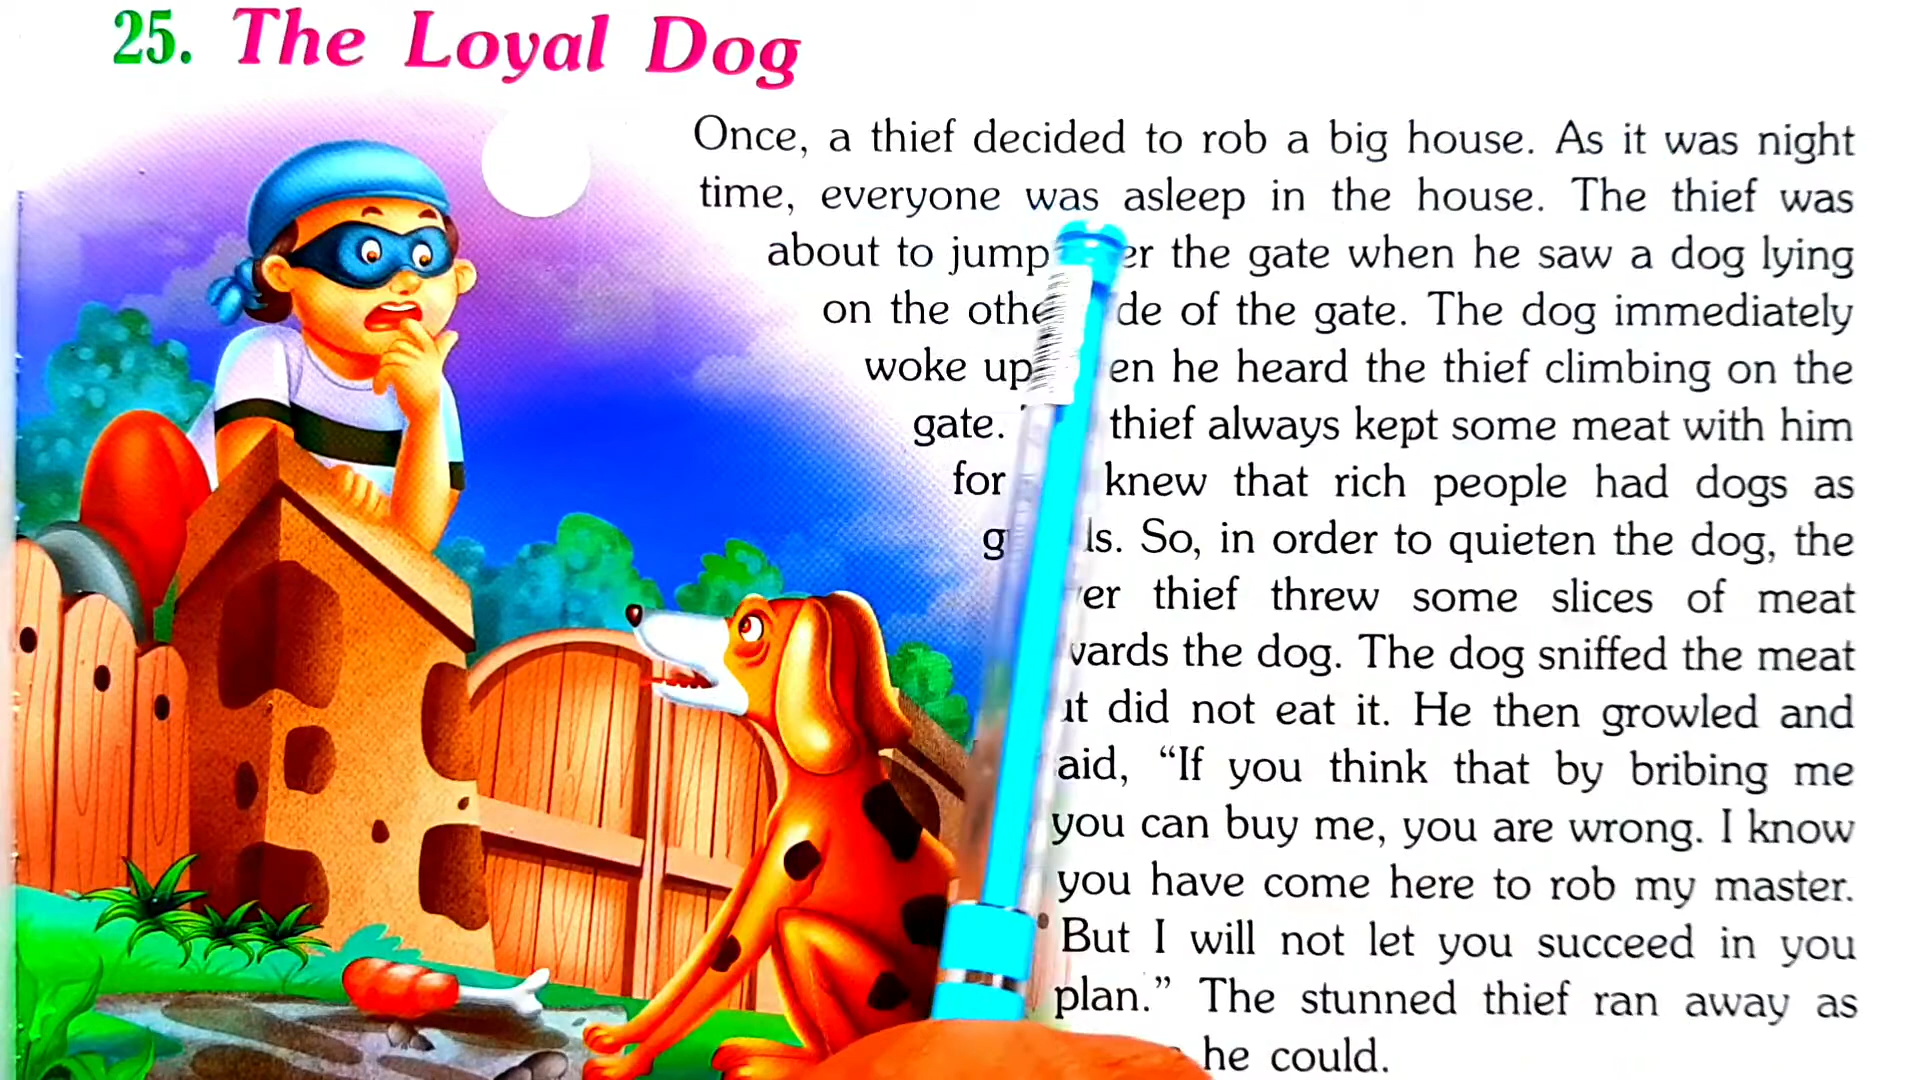 25. The Loyal Dog
Once, a thief decided to rob a big house. As it was night
time, everyone was asleep in the house. The thief was
about to jump er the gate when he saw a dog lying
on the othe de of the gate. The dog immediately
woke up en he heard the thief climbing on the
gate. thief always kept some meat with him
for knew that rich people had dogs as
g ls. So, in order to quieten the dog, the
er thief threw some slices of meat
wards the dog. The dog sniffed the meat
ut did not eat it. He then growled and
aid, “If you think that by bribing me
you can buy me, you are wrong. I know
you have come here to rob my master.
But I will not let you succeed in you
plan.” The stunned thief ran away as
he could.